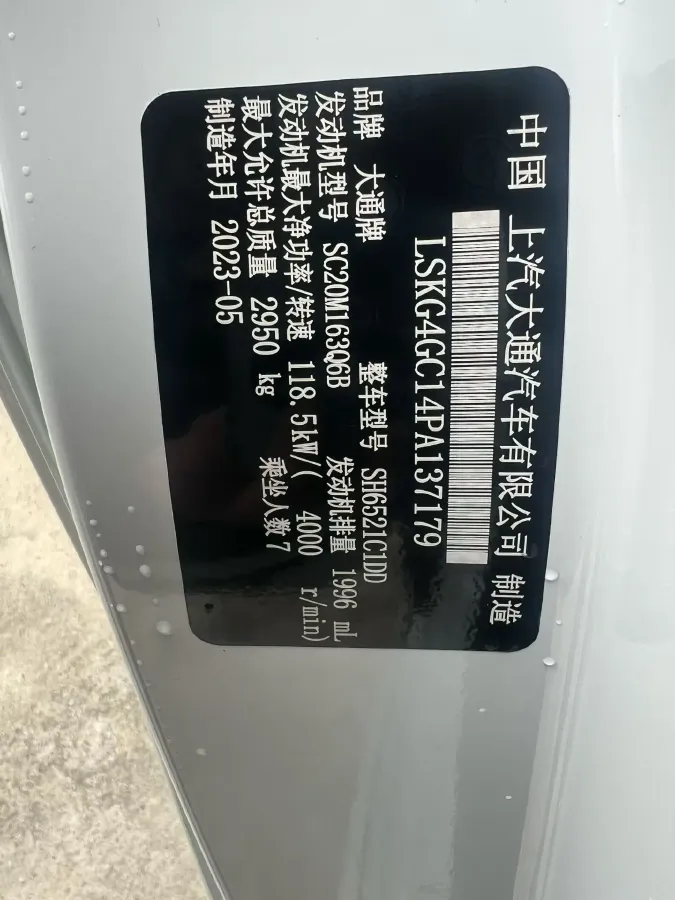 中国 上汽大通汽车有限公司 制造
LSKG4GC14PA137179
品牌 大通牌 整车型号 SH6521C1DD
发动机型号 SC20M163Q6B 发动机排量 1996 mL
发动机最大净功率/转速 118.5kW/( 4000 r/min)
最大允许总质量 2950 kg 乘坐人数 7
制造年月 2023-05